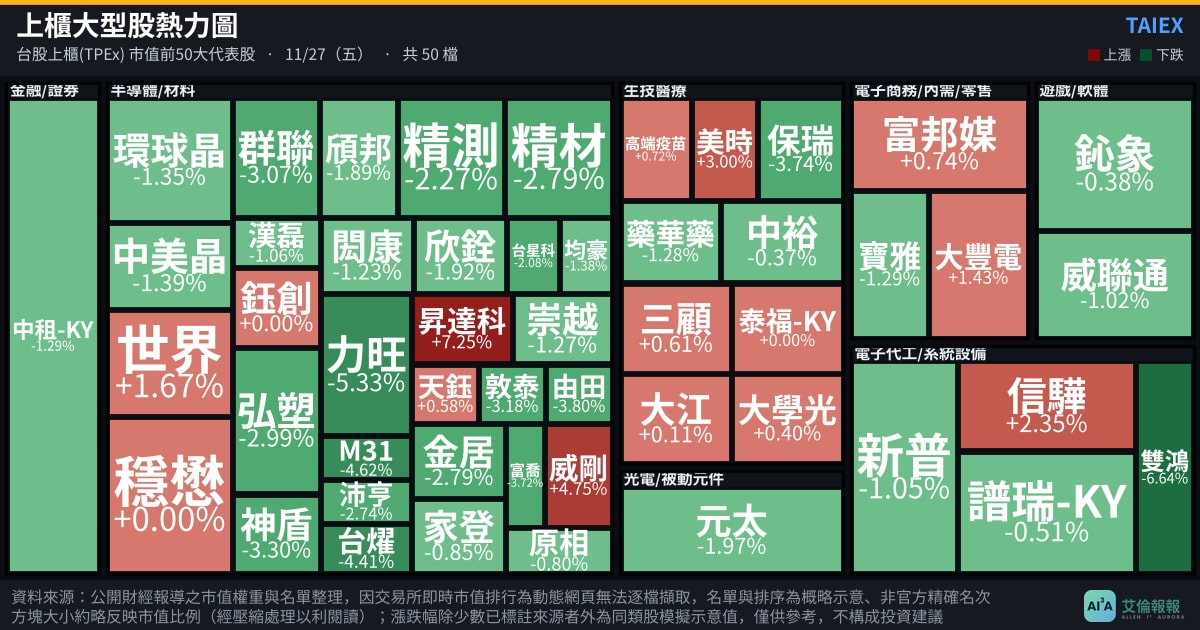 上櫃大型股熱力圖
TAIEX
台股上櫃(TPEx) 市值前50大代表股 · 11/27（五） · 共 50 檔
上漲 下跌
金融/證券
中租-KY
-1.29%
半導體/材料
環球晶
-1.35%
群聯
-3.07%
頎邦
-1.89%
精測
-2.27%
精材
-2.79%
中美晶
-1.39%
漢磊
-1.06%
閎康
-1.23%
欣銓
-1.92%
台星科
-2.08%
均豪
-1.38%
鈺創
+0.00%
世界
+1.67%
力旺
-5.33%
昇達科
+7.25%
崇越
-1.27%
弘塑
-2.99%
天鈺
+0.58%
敦泰
-3.18%
由田
-3.80%
穩懋
+0.00%
M31
-4.62%
金居
-2.79%
富喬
-3.72%
威剛
+4.75%
沛亨
-2.74%
神盾
-3.30%
台燿
-4.41%
家登
-0.85%
原相
-0.80%
生技醫療
高端疫苗
+0.72%
美時
+3.00%
保瑞
-3.74%
藥華藥
-1.28%
中裕
-0.37%
三顧
+0.61%
泰福-KY
+0.00%
大江
+0.11%
大學光
+0.40%
光電/被動元件
元太
-1.97%
電子商務/內需/零售
富邦媒
+0.74%
寶雅
-1.29%
大豐電
+1.43%
遊戲/軟體
鈊象
-0.38%
威聯通
-1.02%
電子代工/系統設備
新普
-1.05%
信驊
+2.35%
譜瑞-KY
-0.51%
雙鴻
-6.64%
資料來源：公開財經報導之市值權重與名單整理，因交易所即時市值排行為動態網頁無法逐檔擷取，名單與排序為概略示意、非官方精確名次
方塊大小約略反映市值比例（經壓縮處理以利閱讀）；漲跌幅除少數已標註來源者外為同類股模擬示意值，僅供參考，不構成投資建議
AI³A 艾倫報報
ALLEN I* AURORA